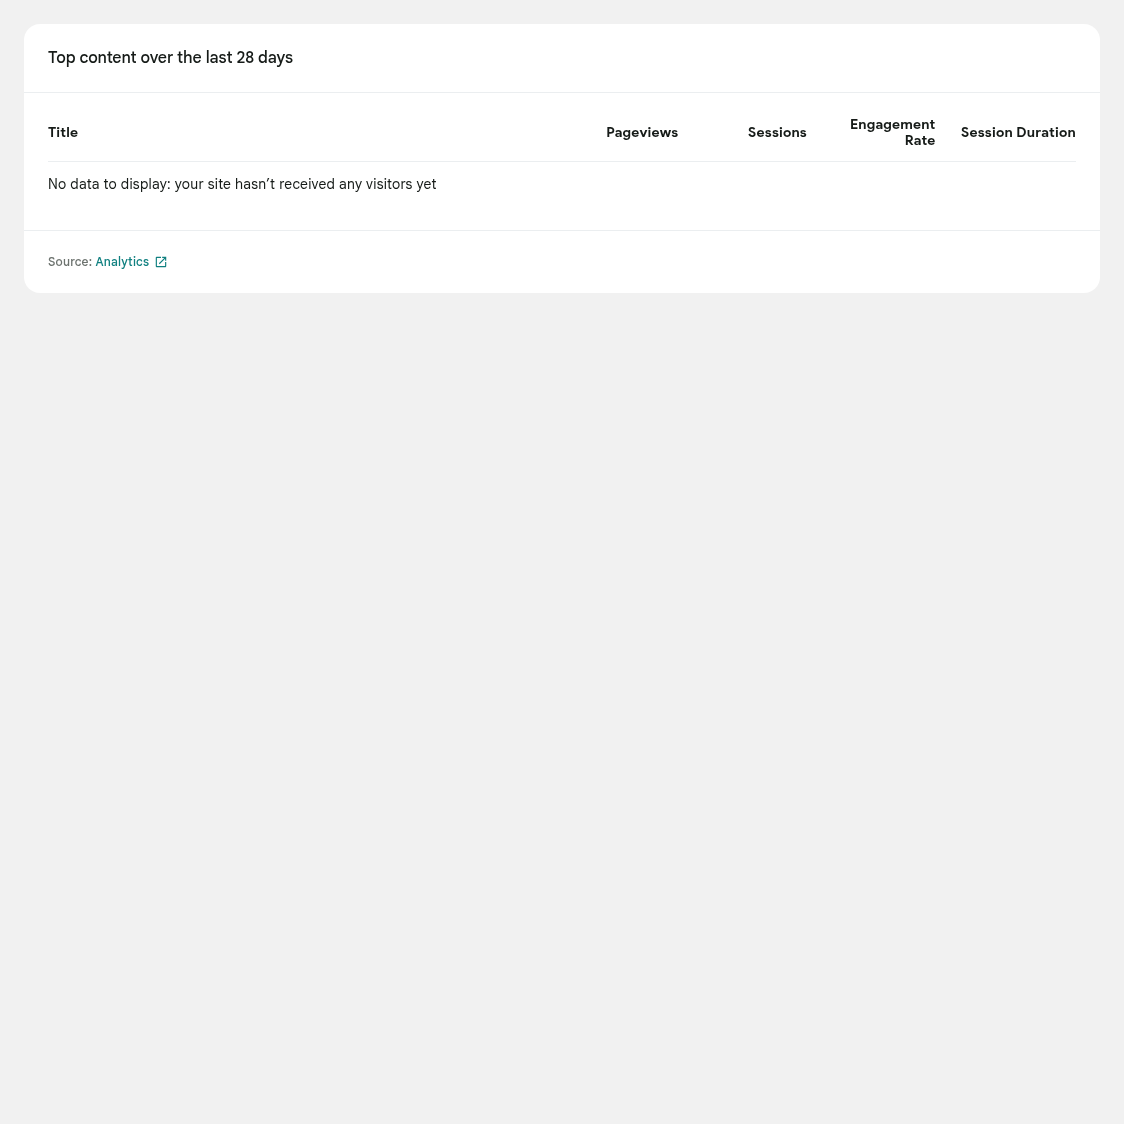 Top content over the last 28 days
Title Pageviews Sessions Engagement Rate Session Duration
No data to display: your site hasn’t received any visitors yet
Source: Analytics